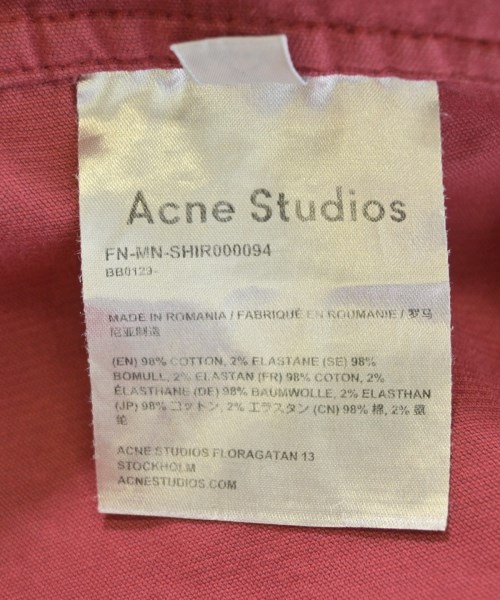 Acne Studios
FN-MN-SHIR000094
BB0129-
MADE IN ROMANIA / FABRIQUÉ EN ROUMANIE / 罗马
尼亚制造
(EN) 98% COTTON, 2% ELASTANE (SE) 98%
BOMULL, 2% ELASTAN (FR) 98% COTON, 2%
ÉLASTHANE (DE) 98% BAUMWOLLE, 2% ELASTHAN
(JP) 98% コットン, 2% エラスタン (CN) 98% 棉, 2% 氨
纶
ACNE STUDIOS FLORAGATAN 13
STOCKHOLM
ACNESTUDIOS.COM